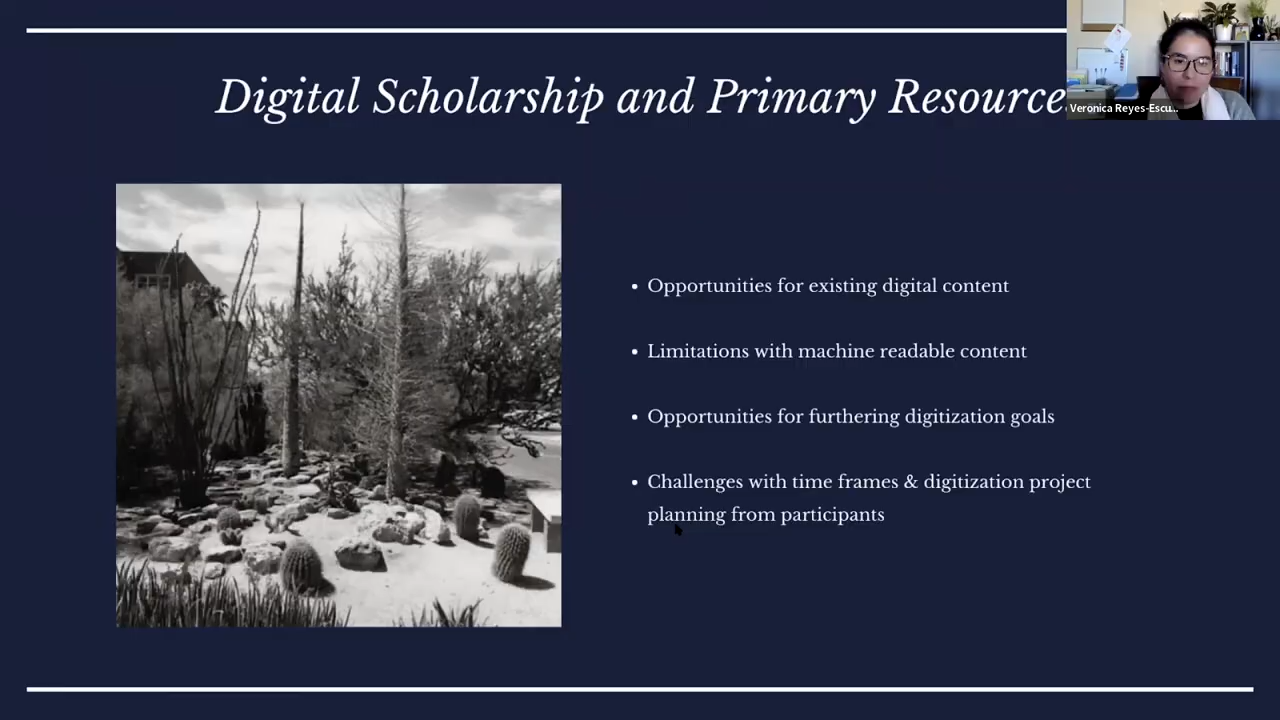 Digital Scholarship and Primary Resource
Veronica Reyes-Escu...
• Opportunities for existing digital content
• Limitations with machine readable content
• Opportunities for furthering digitization goals
• Challenges with time frames & digitization project
planning from participants